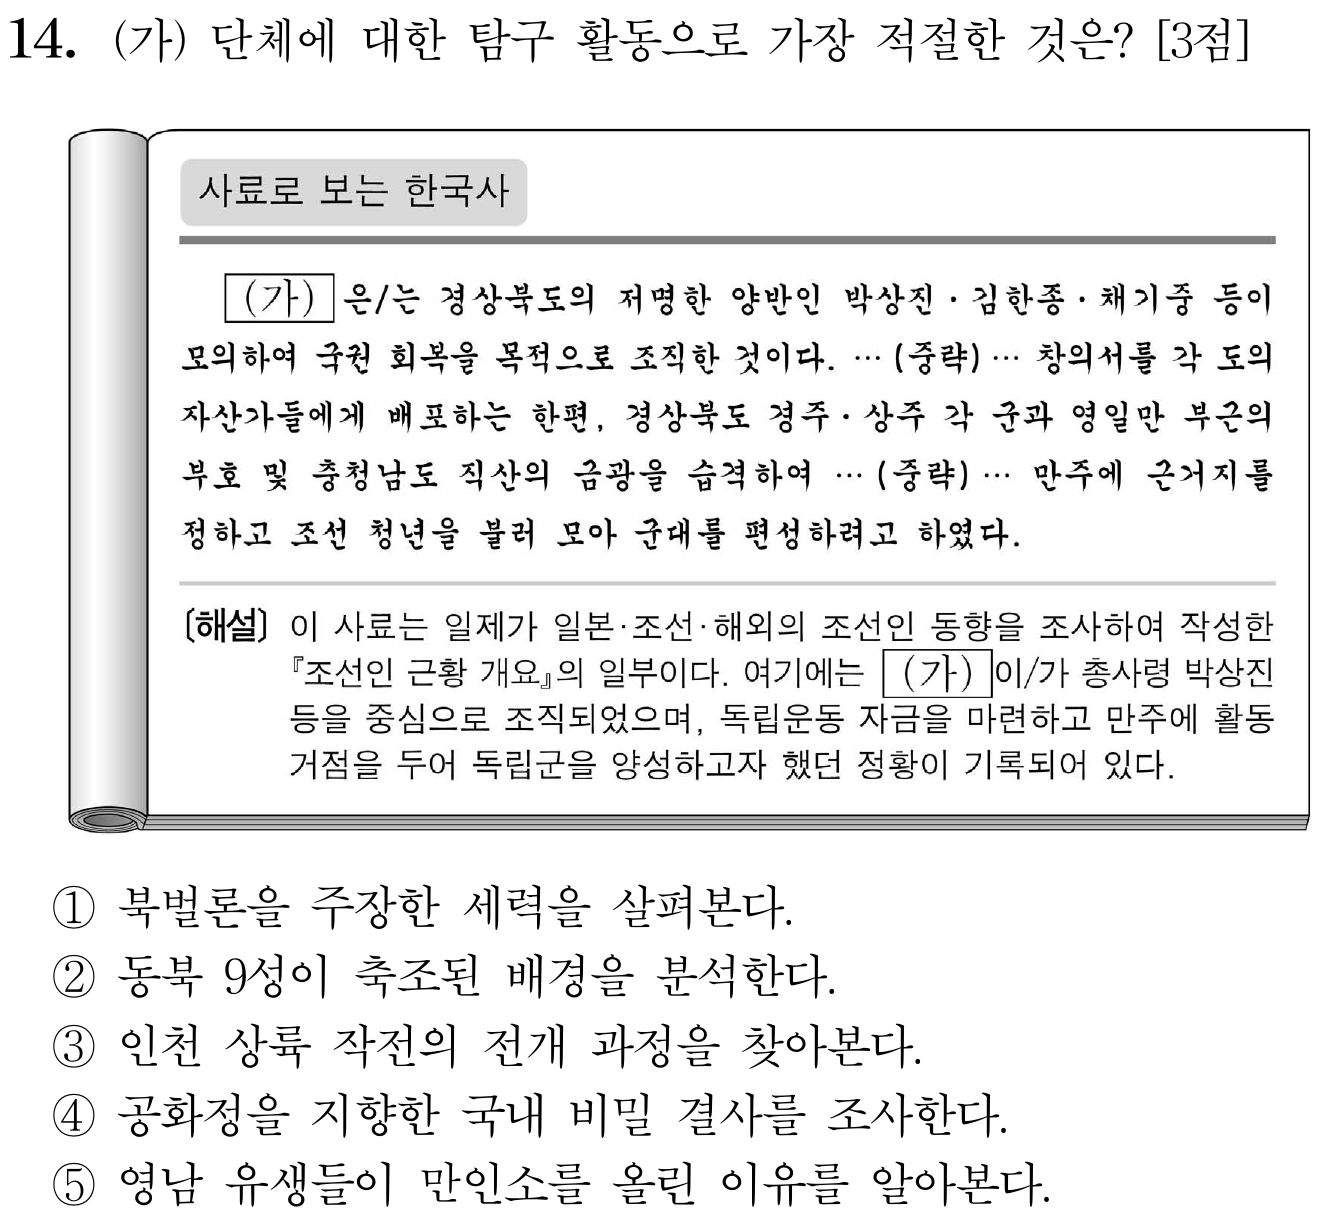 14. (가) 단체에 대한 탐구 활동으로 가장 적절한 것은? [3점]
사료로 보는 한국사
(가) 은/는 경상북도의 저명한 양반인 박상진·김한종·채기중 등이
모의하여 국권 회복을 목적으로 조직한 것이다. … (중략) … 창의서를 각 도의
자산가들에게 배포하는 한편, 경상북도 경주·상주 각 군과 영일만 부근의
부호 및 충청남도 직산의 금광을 습격하여 … (중략) … 만주에 근거지를
정하고 조선 청년을 불러 모아 군대를 편성하려고 하였다.
[해설] 이 사료는 일제가 일본·조선·해외의 조선인 동향을 조사하여 작성한
『조선인 근황 개요』의 일부이다. 여기에는 (가) 이/가 총사령 박상진
등을 중심으로 조직되었으며, 독립운동 자금을 마련하고 만주에 활동
거점을 두어 독립군을 양성하고자 했던 정황이 기록되어 있다.
① 북벌론을 주장한 세력을 살펴본다.
② 동북 9성이 축조된 배경을 분석한다.
③ 인천 상륙 작전의 전개 과정을 찾아본다.
④ 공화정을 지향한 국내 비밀 결사를 조사한다.
⑤ 영남 유생들이 만인소를 올린 이유를 알아본다.